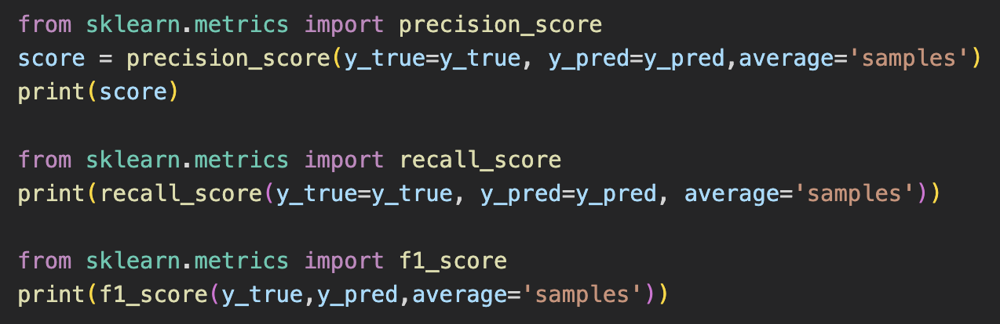 from sklearn.metrics import precision_score
score = precision_score(y_true=y_true, y_pred=y_pred,average='samples')
print(score)
from sklearn.metrics import recall_score
print(recall_score(y_true=y_true, y_pred=y_pred, average='samples'))
from sklearn.metrics import f1_score
print(f1_score(y_true,y_pred,average='samples'))